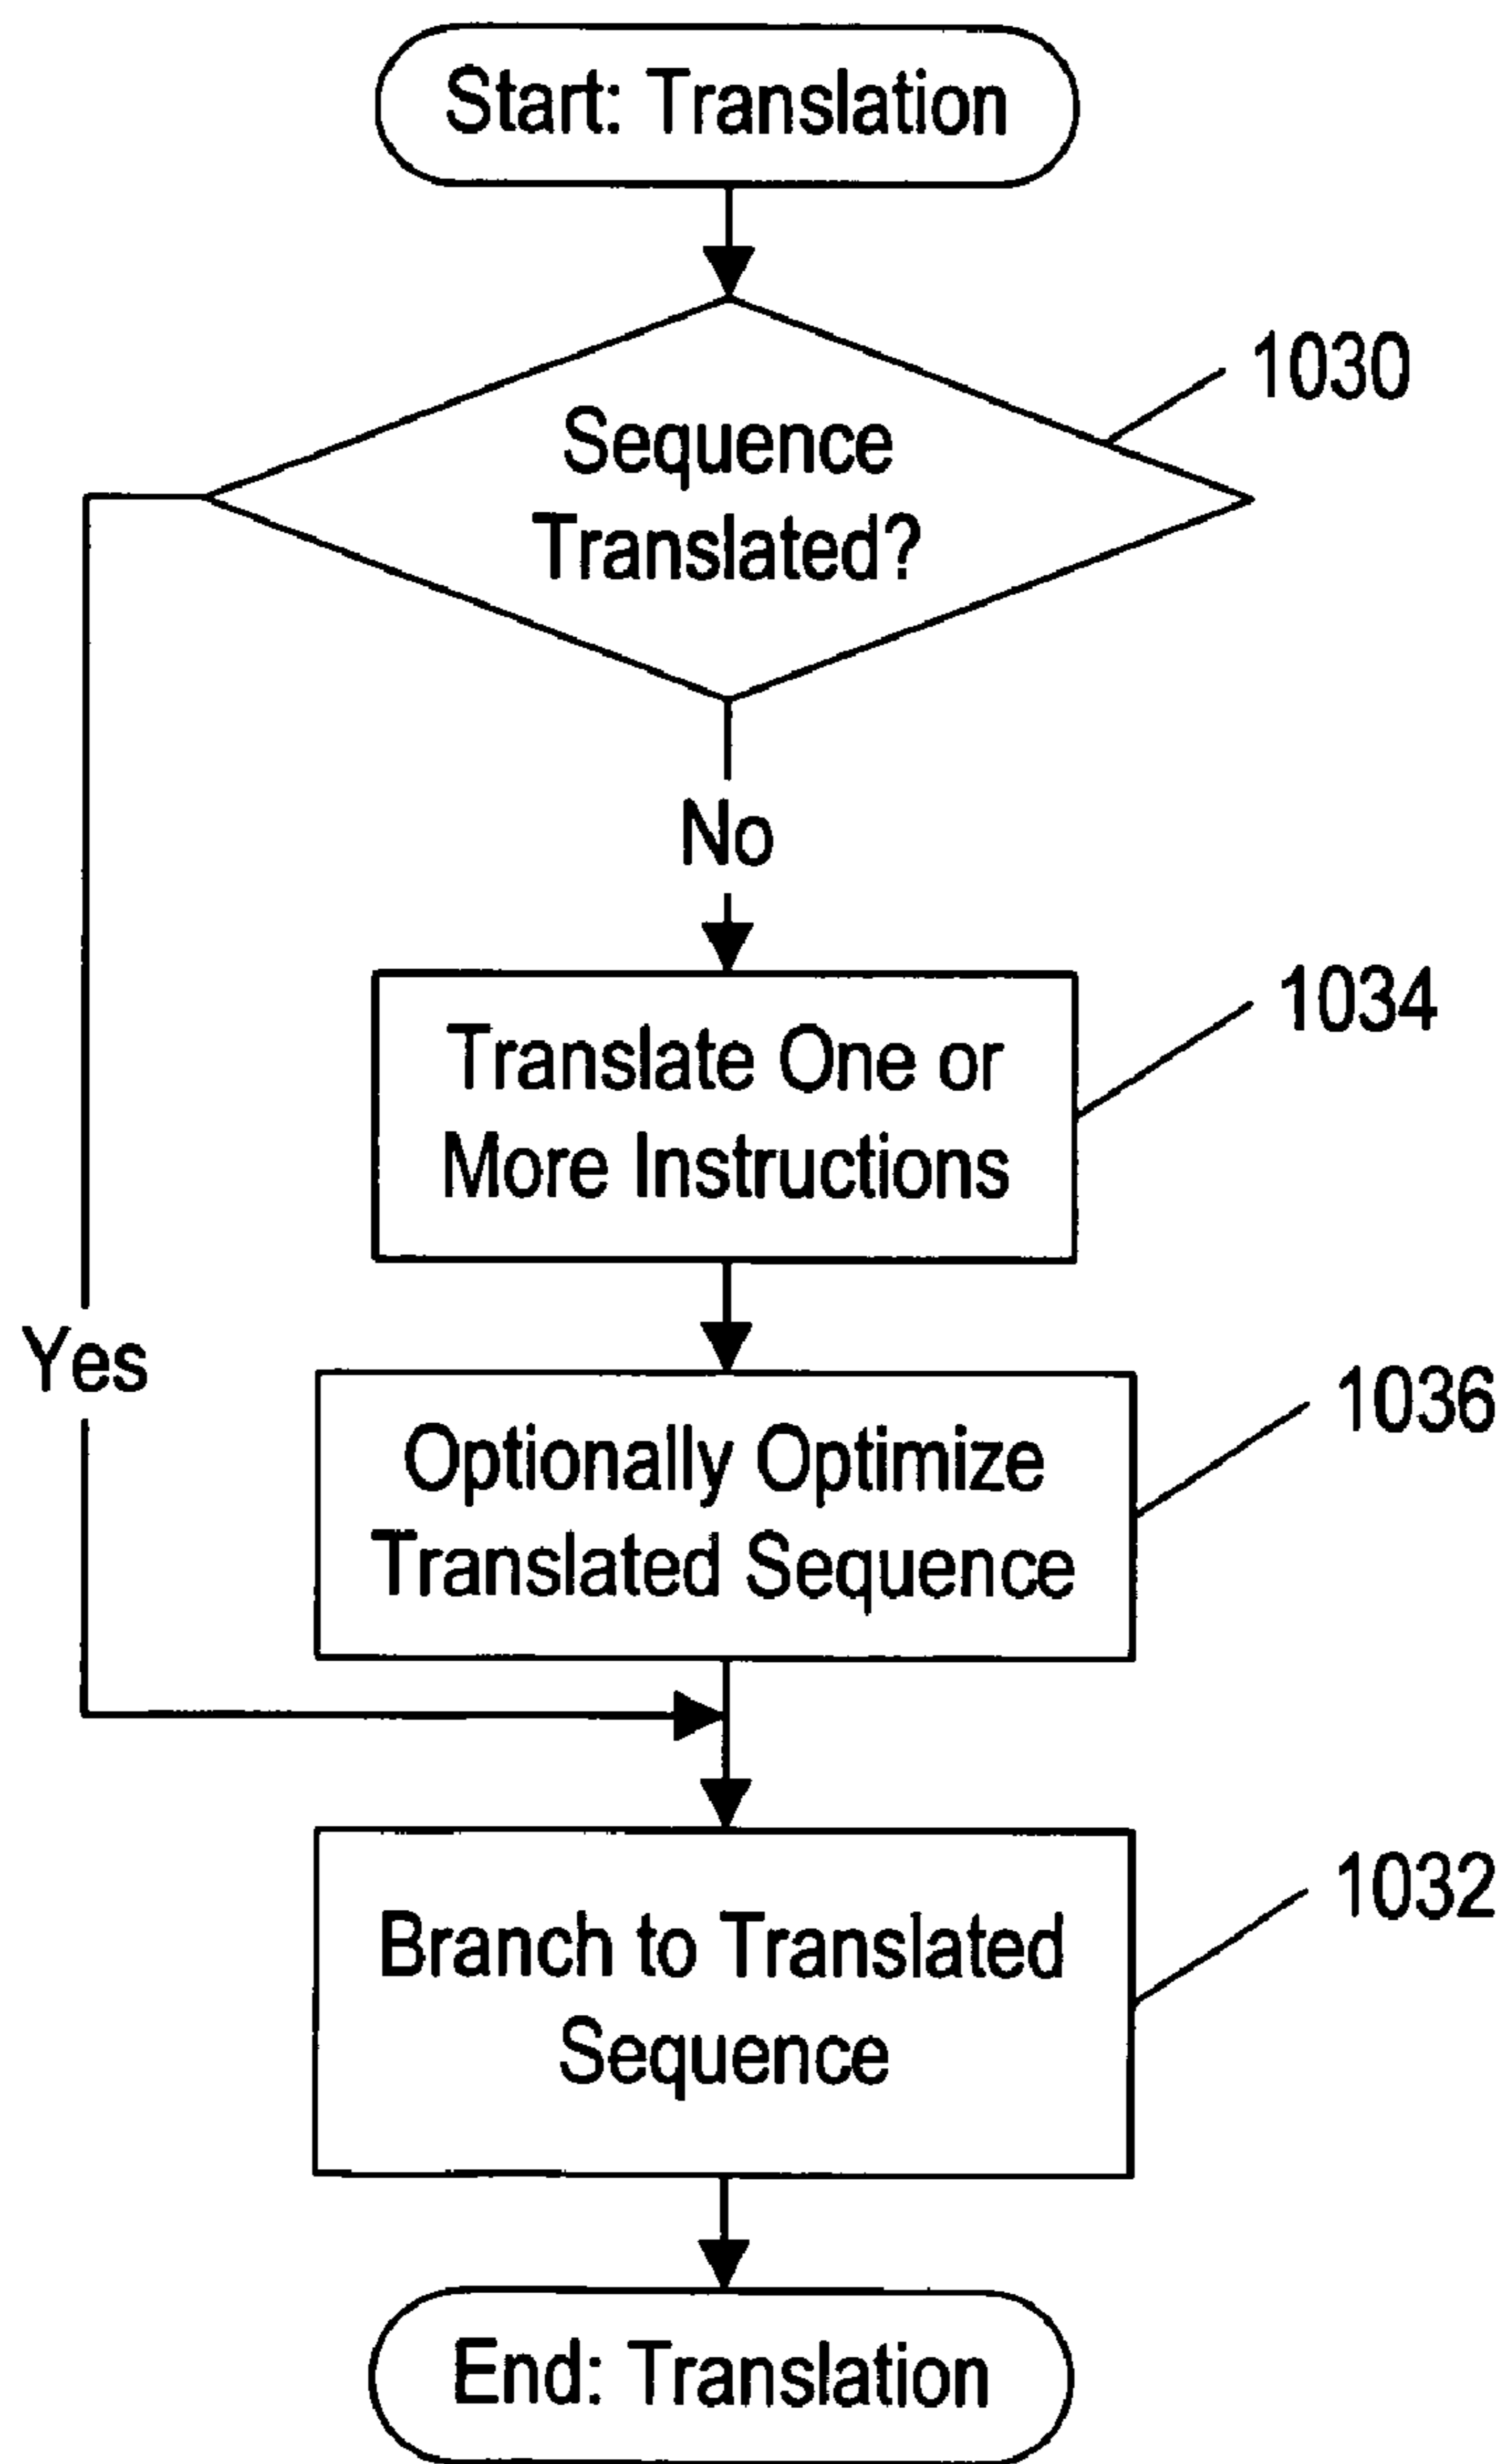 Start: Translation
1030
Sequence
Translated?
No
1034
Translate One or
More Instructions
Yes
1036
Optionally Optimize
Translated Sequence
1032
Branch to Translated
Sequence
End: Translation